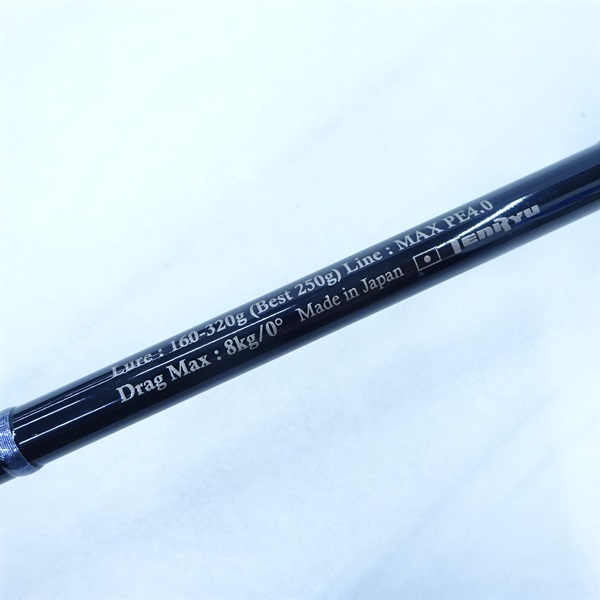 Lure : 160-320g (Best 250g) Line : MAX PE4.0
Drag Max : 8kg/0° Made in Japan TENRYU